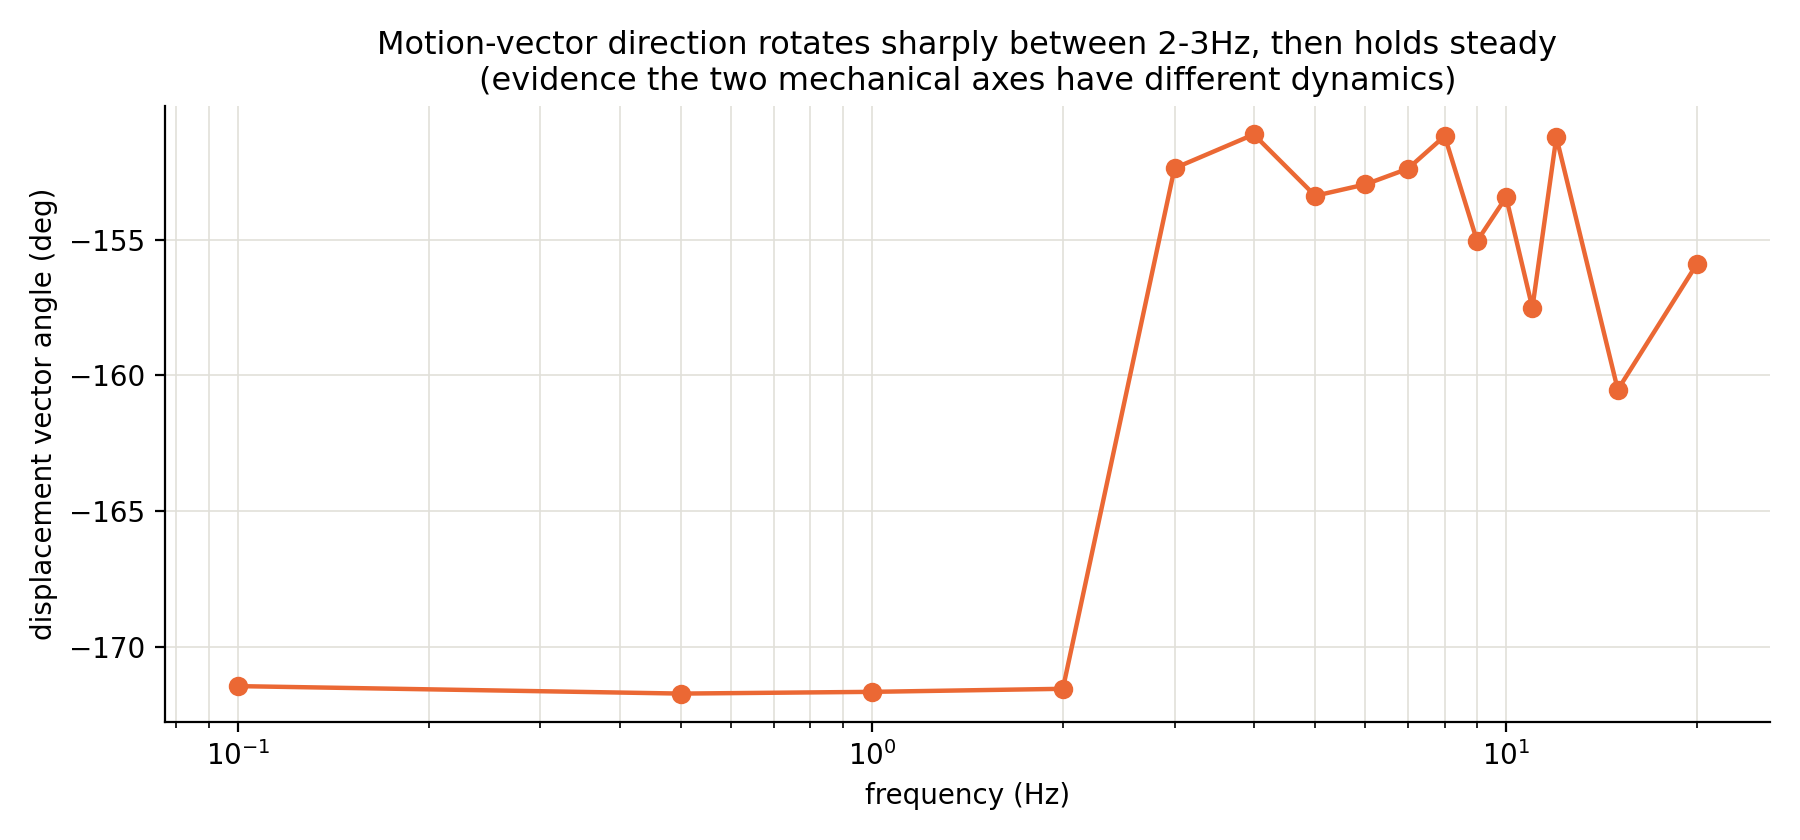 Motion-vector direction rotates sharply between 2-3Hz, then holds steady
(evidence the two mechanical axes have different dynamics)
displacement vector angle (deg)
−155
−160
−165
−170
10⁻¹
10⁰
10¹
frequency (Hz)